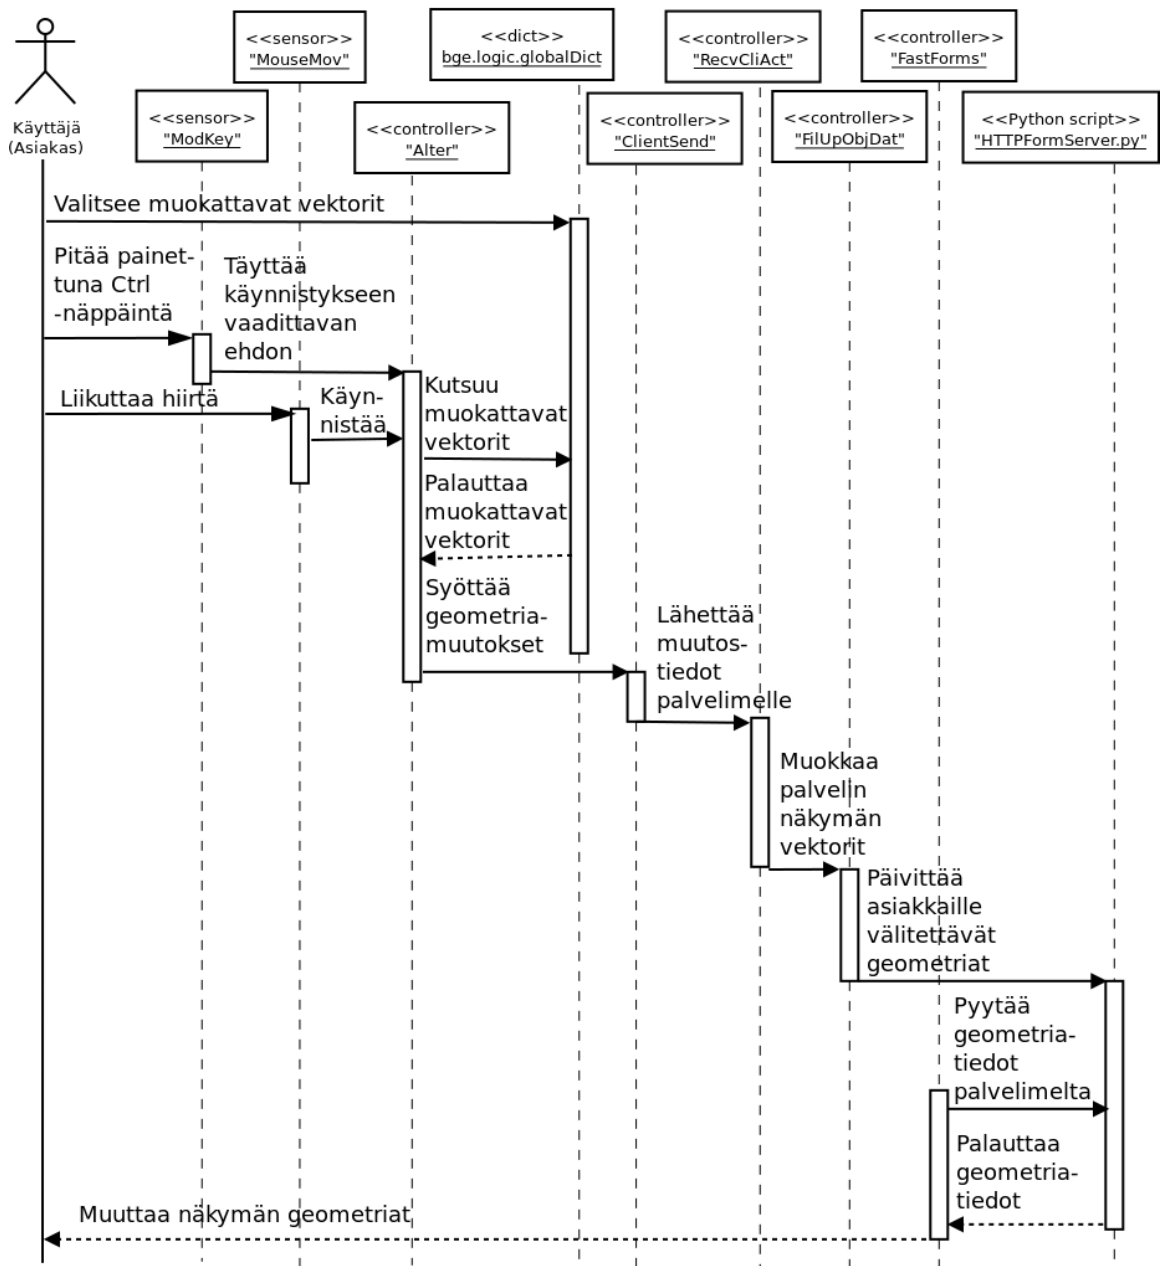 <<sensor>>
"MouseMov"
<<dict>>
bge.logic.globalDict
<<controller>>
"RecvCliAct"
<<controller>>
"FastForms"
Käyttäjä
(Asiakas)
<<sensor>>
"ModKey"
<<controller>>
"Alter"
<<controller>>
"ClientSend"
<<controller>>
"FilUpObjDat"
<<Python script>>
"HTTPFormServer.py"
Valitsee muokattavat vektorit
Pitää painet-
tuna Ctrl
-näppäintä
Täyttää
käynnistykseen
vaadittavan
ehdon
Liikuttaa hiirtä
Käyn-
nistää
Kutsuu
muokattavat
vektorit
Palauttaa
muokattavat
vektorit
Syöttää
geometria-
muutokset
Lähettää
muutos-
tiedot
palvelimelle
Muokkaa
palvelin
näkymän
vektorit
Päivittää
asiakkaille
välitettävät
geometriat
Pyytää
geometria-
tiedot
palvelimelta
Palauttaa
geometria-
tiedot
Muuttaa näkymän geometriat